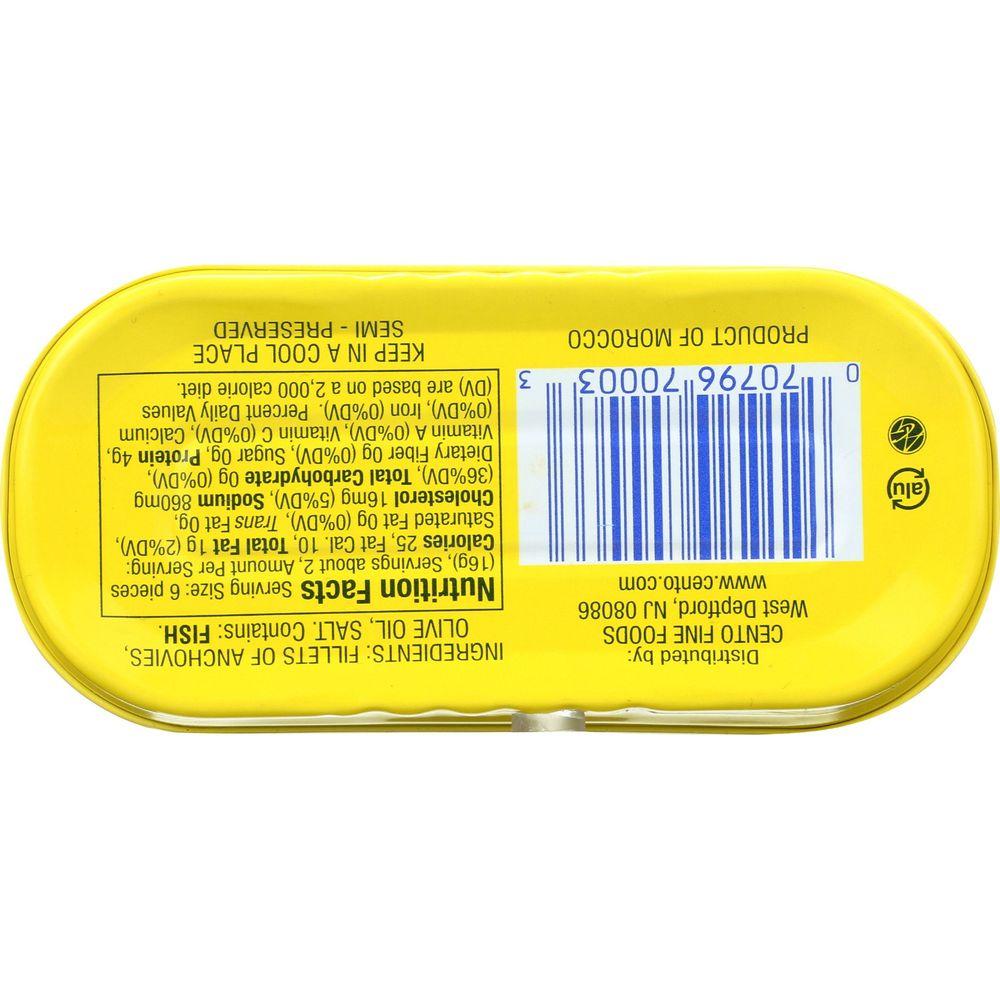 Distributed by:
CENTO FINE FOODS
West Deptford, NJ 08086
www.cento.com
0 70796 70003 3
PRODUCT OF MOROCCO
alu
INGREDIENTS: FILLETS OF ANCHOVIES,
OLIVE OIL, SALT. Contains: FISH.
Nutrition Facts Serving Size: 6 pieces
(16g), Servings about 2, Amount Per Serving:
Calories 25, Fat Cal. 10, Total Fat 1g (2%DV),
Saturated Fat 0g (0%DV), Trans Fat 0g,
Cholesterol 16mg (5%DV), Sodium 860mg
(36%DV), Total Carbohydrate 0g (0%DV),
Dietary Fiber 0g, Sugar 0g, Protein 4g,
Vitamin A (0%DV), Vitamin C (0%DV), Calcium
(0%DV), Iron (0%DV). Percent Daily Values
(DV) are based on a 2,000 calorie diet.
KEEP IN A COOL PLACE
SEMI - PRESERVED